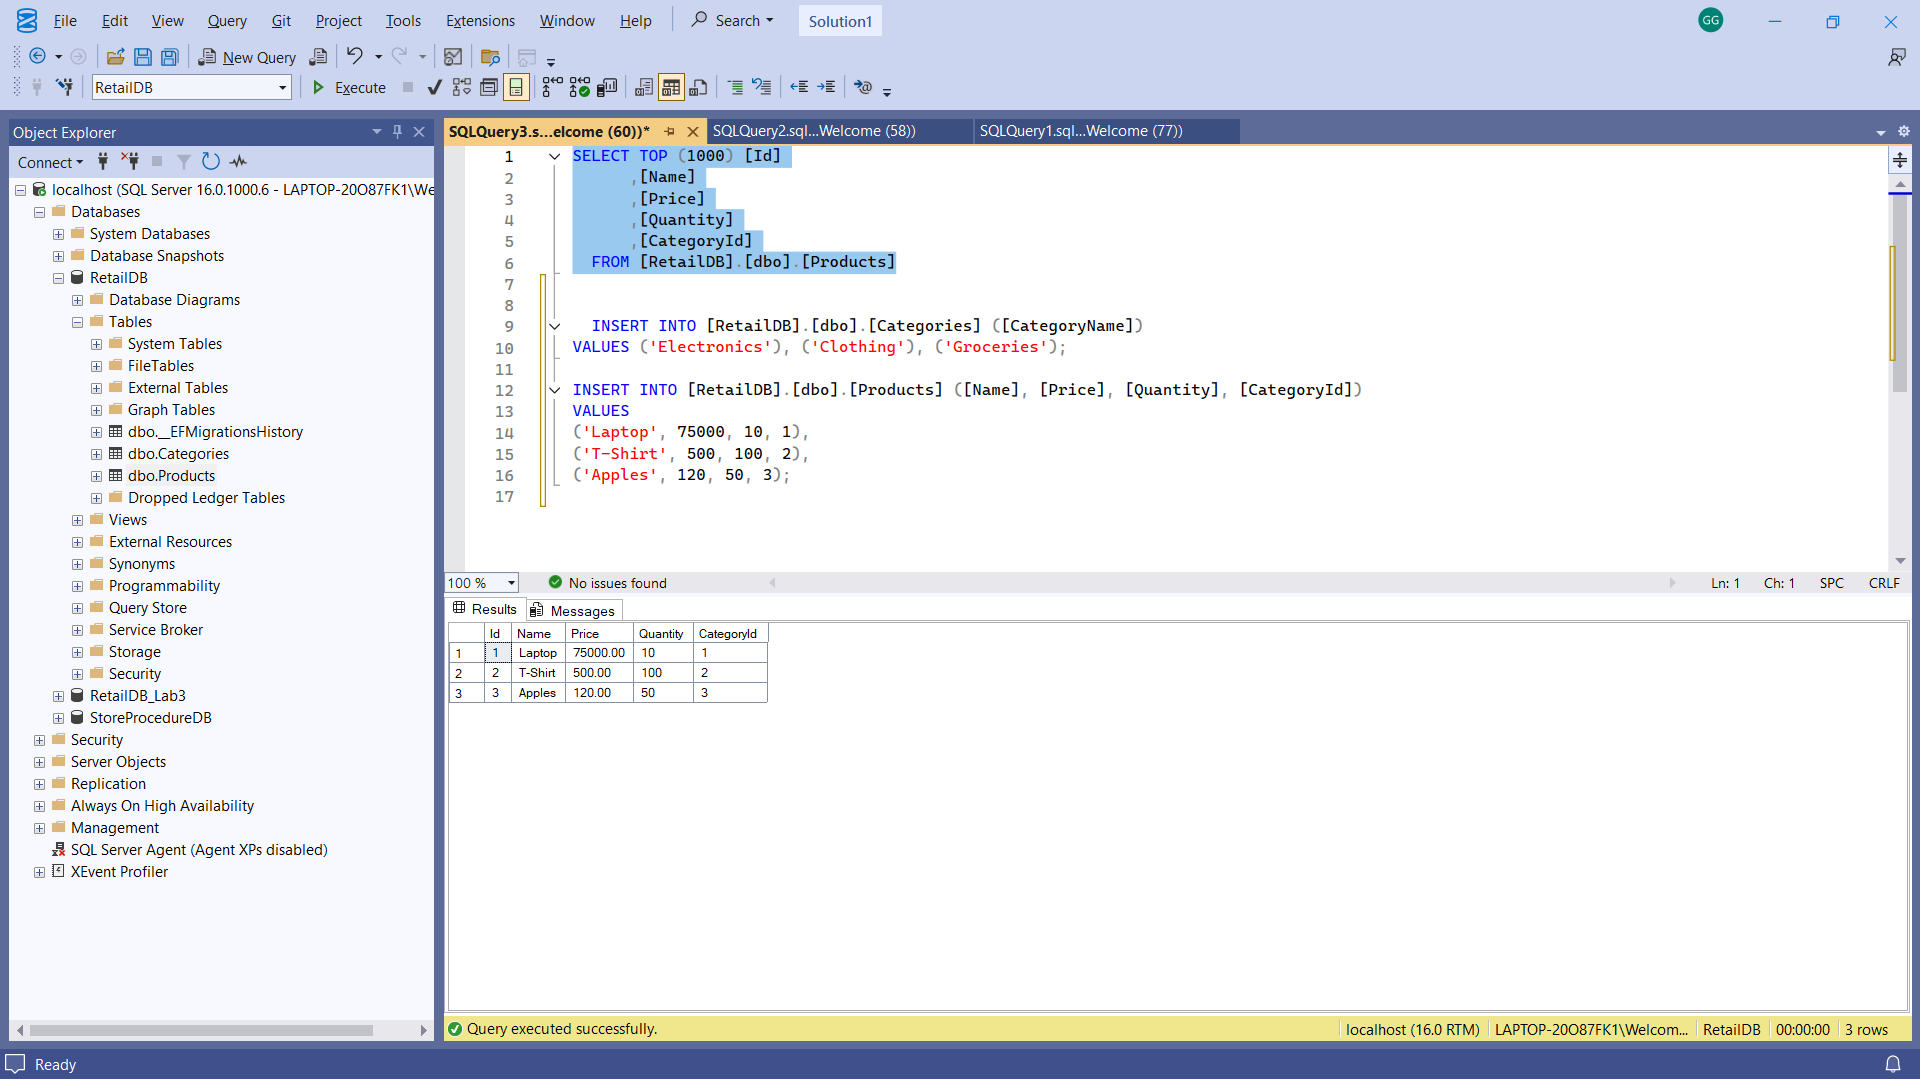 File Edit View Query Git Project Tools Extensions Window Help Search Solution1 GG
New Query
RetailDB Execute
Object Explorer
Connect
localhost (SQL Server 16.0.1000.6 - LAPTOP-20O87FK1\We
Databases
System Databases
Database Snapshots
RetailDB
Database Diagrams
Tables
System Tables
FileTables
External Tables
Graph Tables
dbo.__EFMigrationsHistory
dbo.Categories
dbo.Products
Dropped Ledger Tables
Views
External Resources
Synonyms
Programmability
Query Store
Service Broker
Storage
Security
RetailDB_Lab3
StoreProcedureDB
Security
Server Objects
Replication
Always On High Availability
Management
SQL Server Agent (Agent XPs disabled)
XEvent Profiler
SQLQuery3.s...elcome (60))* SQLQuery2.sql...Welcome (58)) SQLQuery1.sql...Welcome (77))
1 SELECT TOP (1000) [Id]
2 ,[Name]
3 ,[Price]
4 ,[Quantity]
5 ,[CategoryId]
6 FROM [RetailDB].[dbo].[Products]
7
8
9 INSERT INTO [RetailDB].[dbo].[Categories] ([CategoryName])
10 VALUES ('Electronics'), ('Clothing'), ('Groceries');
11
12 INSERT INTO [RetailDB].[dbo].[Products] ([Name], [Price], [Quantity], [CategoryId])
13 VALUES
14 ('Laptop', 75000, 10, 1),
15 ('T-Shirt', 500, 100, 2),
16 ('Apples', 120, 50, 3);
17
100 % No issues found Ln: 1 Ch: 1 SPC CRLF
Results Messages
Id Name Price Quantity CategoryId
1 1 Laptop 75000.00 10 1
2 2 T-Shirt 500.00 100 2
3 3 Apples 120.00 50 3
Query executed successfully. localhost (16.0 RTM) LAPTOP-20O87FK1\Welcom... RetailDB 00:00:00 3 rows
Ready